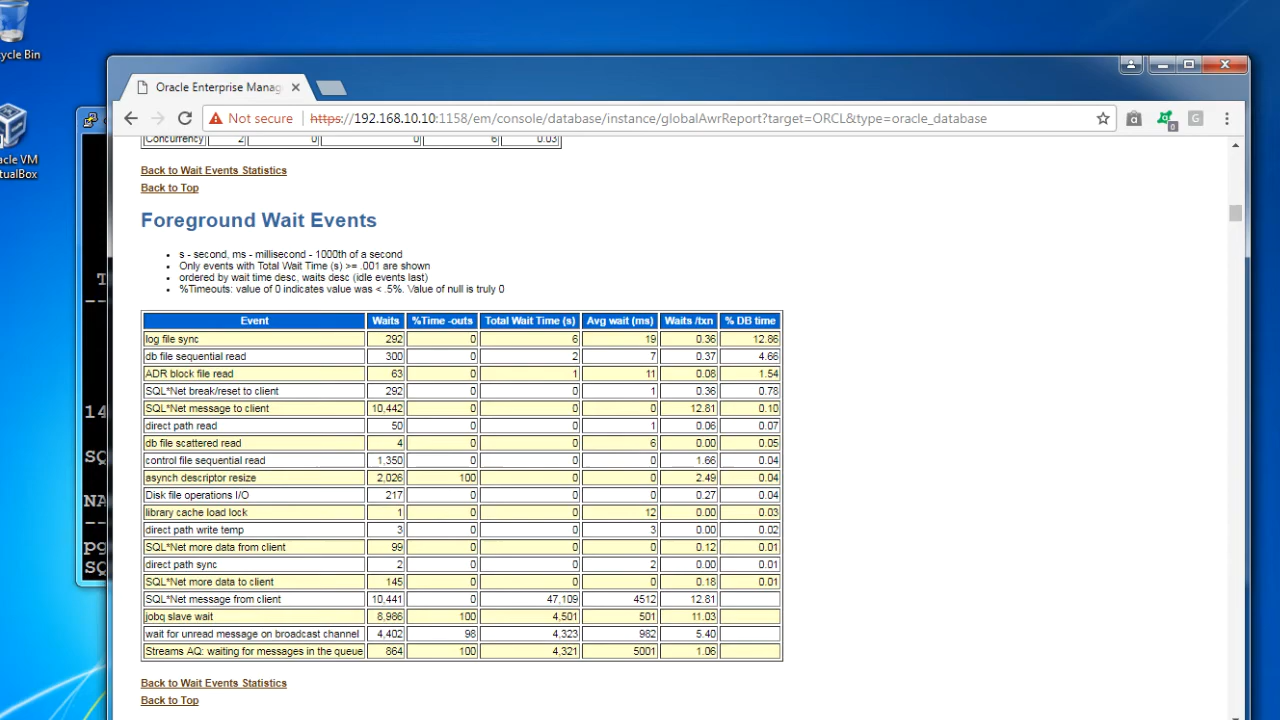 ycle Bin
acle VM
tualBox
Oracle Enterprise Manag
Not secure https://192.168.10.10:1158/em/console/database/instance/globalAwrReport?target=ORCL&type=oracle_database
Concurrency 2 0 0 6 0.03
Back to Wait Events Statistics
Back to Top
Foreground Wait Events
• s - second, ms - millisecond - 1000th of a second
• Only events with Total Wait Time (s) >= .001 are shown
• ordered by wait time desc, waits desc (idle events last)
• %Timeouts: value of 0 indicates value was < .5%. Value of null is truly 0
Event Waits %Time -outs Total Wait Time (s) Avg wait (ms) Waits /txn % DB time
log file sync 292 0 6 19 0.36 12.86
db file sequential read 300 0 2 7 0.37 4.66
ADR block file read 63 0 1 11 0.08 1.54
SQL*Net break/reset to client 292 0 0 1 0.36 0.78
SQL*Net message to client 10,442 0 0 0 12.81 0.10
direct path read 50 0 0 1 0.06 0.07
db file scattered read 4 0 0 6 0.00 0.05
control file sequential read 1,350 0 0 0 1.66 0.04
asynch descriptor resize 2,026 100 0 0 2.49 0.04
Disk file operations I/O 217 0 0 0 0.27 0.04
library cache load lock 1 0 0 12 0.00 0.03
direct path write temp 3 0 0 3 0.00 0.02
SQL*Net more data from client 99 0 0 0 0.12 0.01
direct path sync 2 0 0 2 0.00 0.01
SQL*Net more data to client 145 0 0 0 0.18 0.01
SQL*Net message from client 10,441 0 47,109 4512 12.81
jobq slave wait 8,986 100 4,501 501 11.03
wait for unread message on broadcast channel 4,402 98 4,323 982 5.40
Streams AQ: waiting for messages in the queue 864 100 4,321 5001 1.06
Back to Wait Events Statistics
Back to Top
T
--
14
SQ
NA
--
pg
SQ